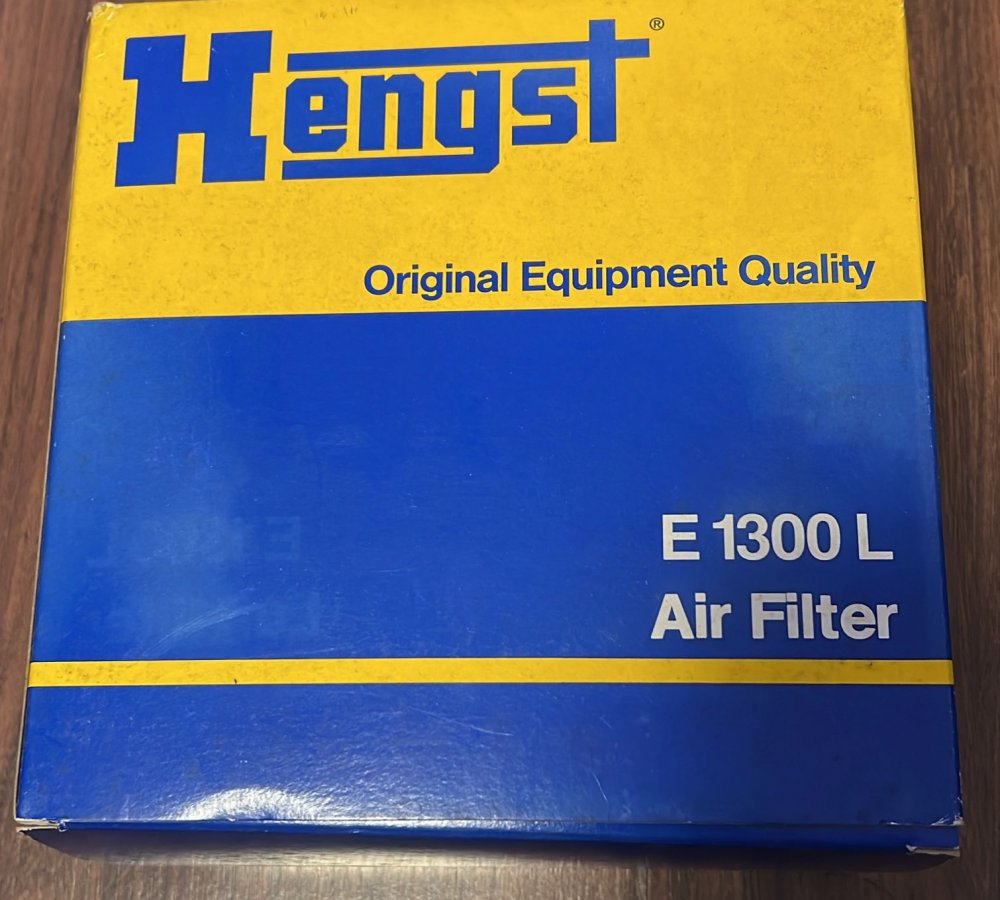 Hengst®
Original Equipment Quality
E 1300 L
Air Filter